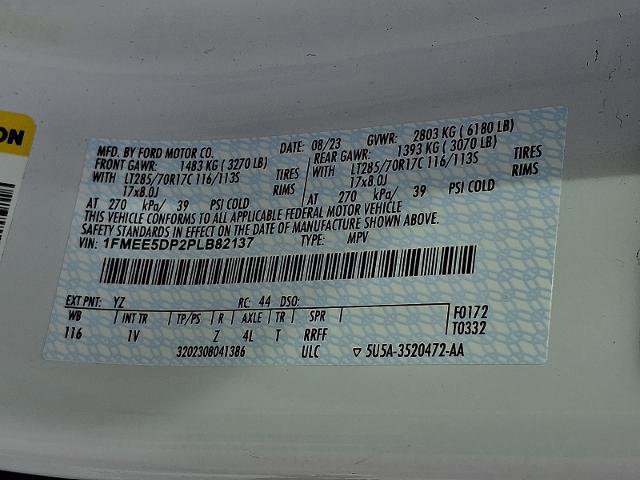 ON
MFD. BY FORD MOTOR CO. DATE: 08/23 GVWR: 2803 KG ( 6180 LB)
FRONT GAWR: 1483 KG ( 3270 LB) REAR GAWR: 1393 KG ( 3070 LB)
WITH LT285/70R17C 116/113S TIRES WITH LT285/70R17C 116/113S TIRES
17x8.0J RIMS 17x8.0J RIMS
AT 270 kPa/ 39 PSI COLD AT 270 kPa/ 39 PSI COLD
THIS VEHICLE CONFORMS TO ALL APPLICABLE FEDERAL MOTOR VEHICLE
SAFETY STANDARDS IN EFFECT ON THE DATE OF MANUFACTURE SHOWN ABOVE.
VIN: 1FMEE5DP2PLB82137 TYPE: MPV
EXT PNT: YZ RC: 44 DSO:
WB INT TR TP/PS R AXLE TR SPR F0172
116 1V Z 4L T RRFF T0332
3202308041386 ULC ▽ 5U5A-3520472-AA